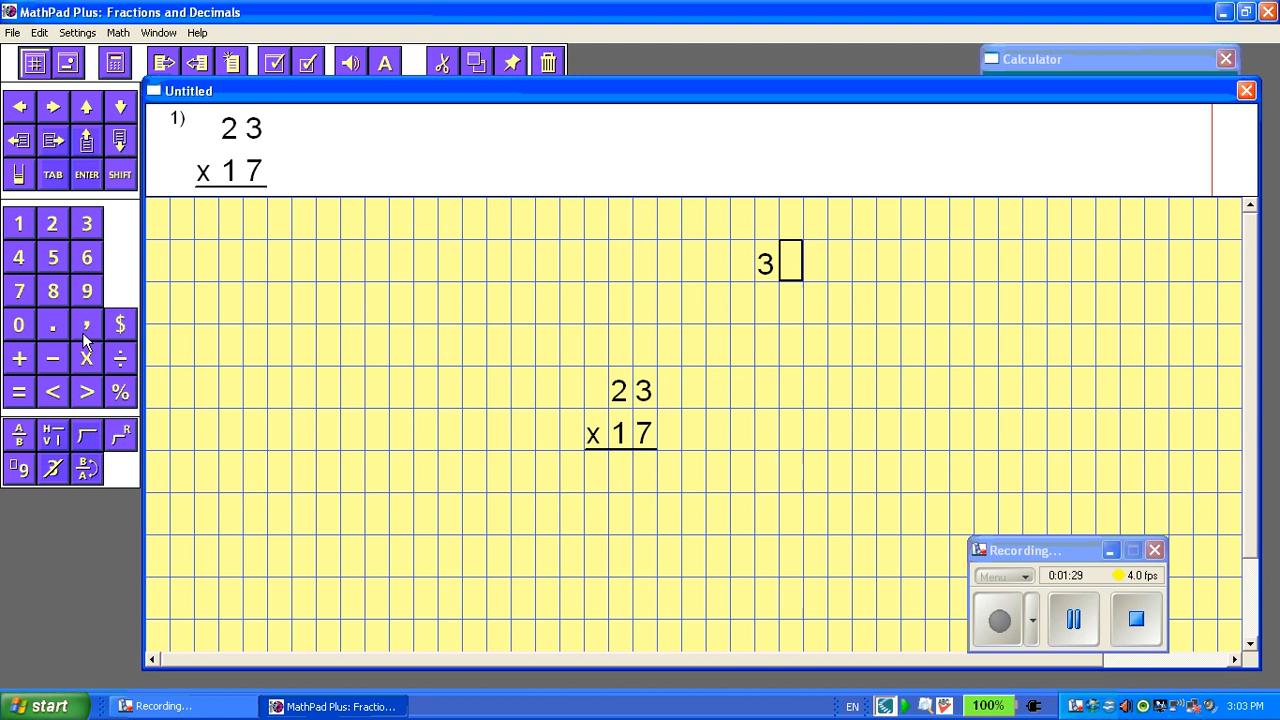 MathPad Plus: Fractions and Decimals
File Edit Settings Math Window Help
A
Calculator
Untitled
TAB ENTER SHIFT
1) 2 3
x 1 7
1 2 3
4 5 6
7 8 9
0 . , $
+ − x ÷
= < > %
A/B H V R
9 3 B/A
3
2 3
x 1 7
Recording...
Menu 0:01:29 4.0 fps
start Recording... MathPad Plus: Fractio... EN 100% 3:03 PM